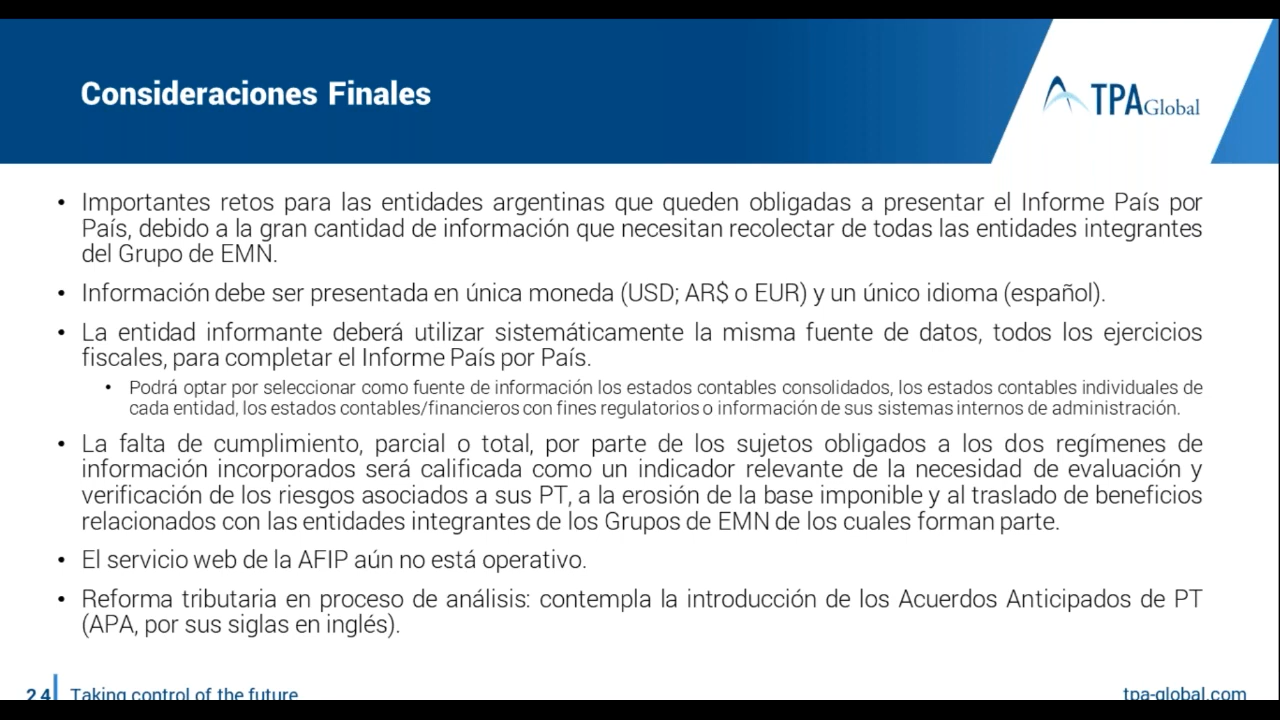 Consideraciones Finales
TPA Global
• Importantes retos para las entidades argentinas que queden obligadas a presentar el Informe País por
País, debido a la gran cantidad de información que necesitan recolectar de todas las entidades integrantes
del Grupo de EMN.
• Información debe ser presentada en única moneda (USD; AR$ o EUR) y un único idioma (español).
• La entidad informante deberá utilizar sistemáticamente la misma fuente de datos, todos los ejercicios
fiscales, para completar el Informe País por País.
• Podrá optar por seleccionar como fuente de información los estados contables consolidados, los estados contables individuales de
cada entidad, los estados contables/financieros con fines regulatorios o información de sus sistemas internos de administración.
• La falta de cumplimiento, parcial o total, por parte de los sujetos obligados a los dos regímenes de
información incorporados será calificada como un indicador relevante de la necesidad de evaluación y
verificación de los riesgos asociados a sus PT, a la erosión de la base imponible y al traslado de beneficios
relacionados con las entidades integrantes de los Grupos de EMN de los cuales forman parte.
• El servicio web de la AFIP aún no está operativo.
• Reforma tributaria en proceso de análisis: contempla la introducción de los Acuerdos Anticipados de PT
(APA, por sus siglas en inglés).
24 Taking control of the future
tpa-global.com